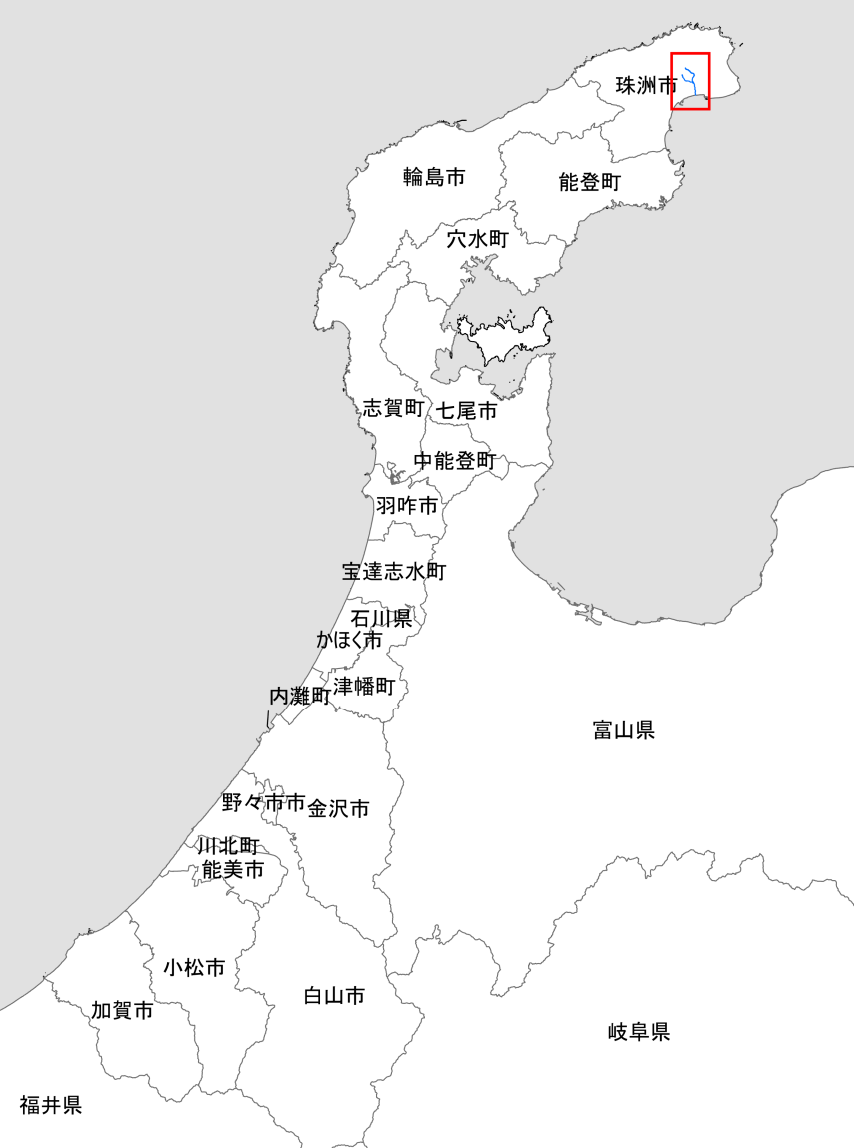 珠洲市
輪島市
能登町
穴水町
志賀町
七尾市
中能登町
羽咋市
宝達志水町
石川県
かほく市
津幡町
内灘町
富山県
野々市市
金沢市
川北町
能美市
小松市
白山市
加賀市
岐阜県
福井県